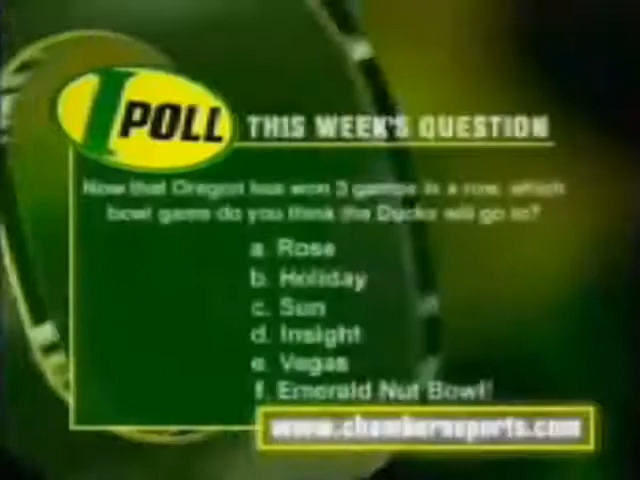 I POLL
THIS WEEK'S QUESTION
Now that Oregon has won 3 games in a row, which
bowl game do you think the Ducks will go to?
a. Rose
b. Holiday
c. Sun
d. Insight
e. Vegas
f. Emerald Nut Bowl!
www.chambersports.com